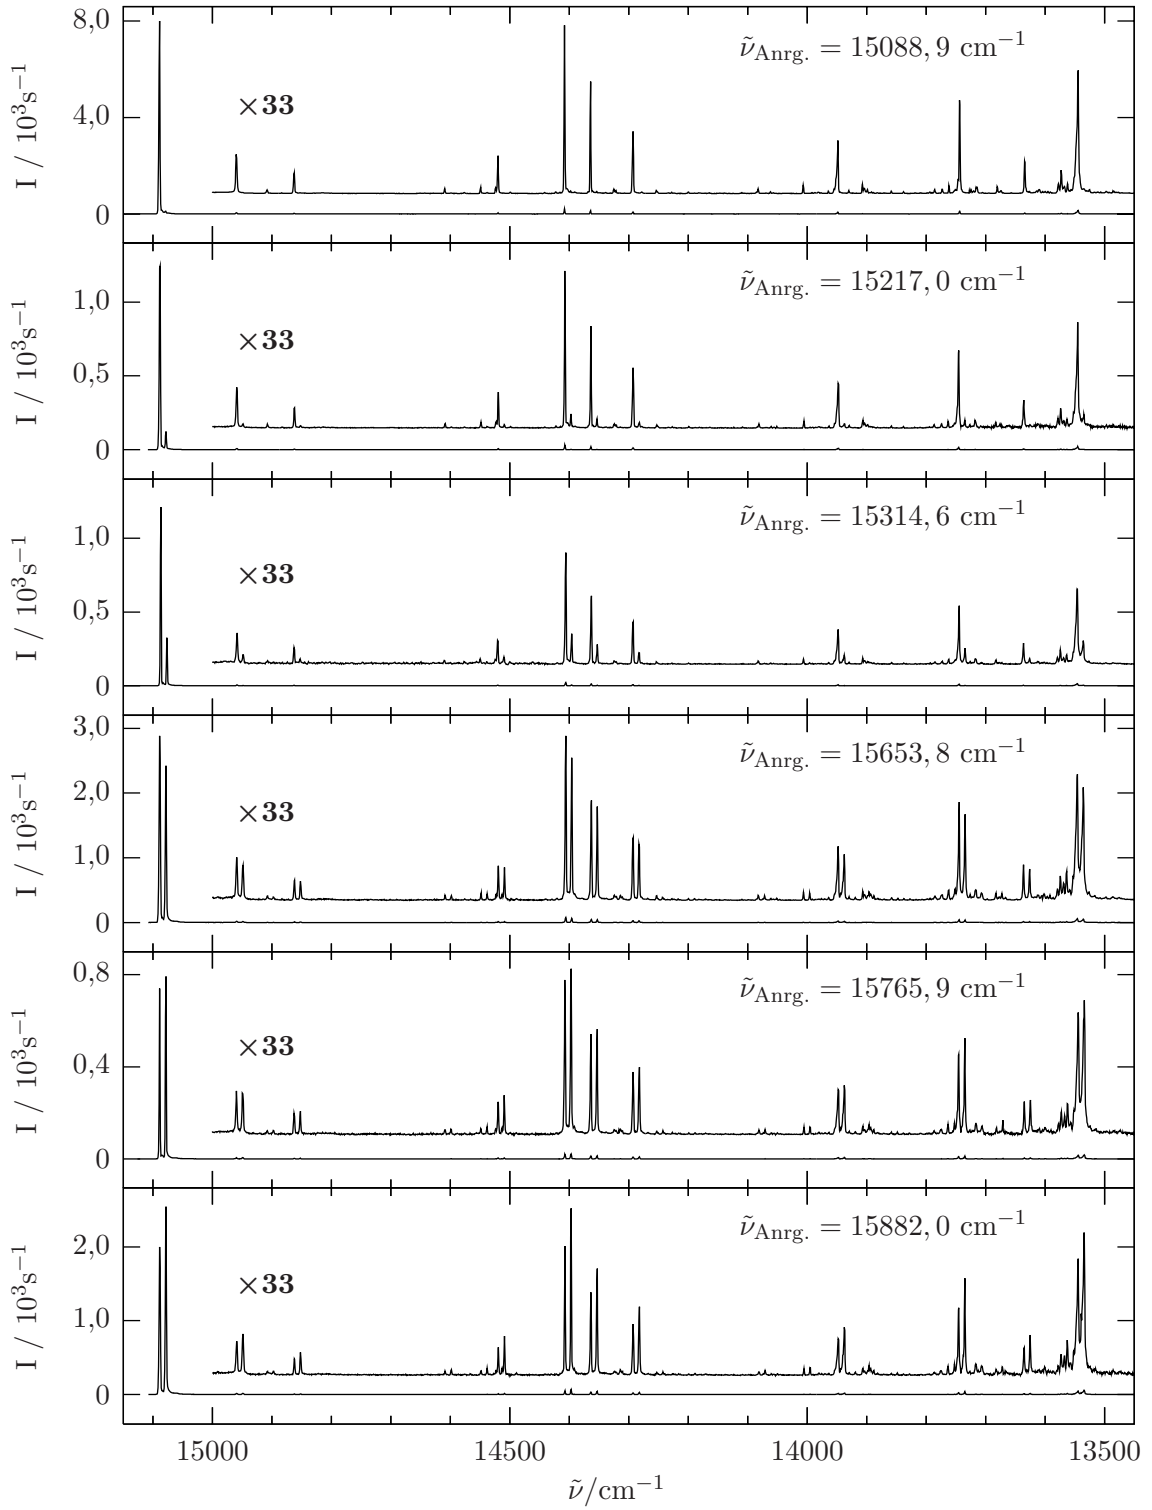 8,0
4,0
0
I / 10³s⁻¹
×33
ν̃Anrg. = 15088, 9 cm⁻¹
1,0
0,5
0
I / 10³s⁻¹
×33
ν̃Anrg. = 15217, 0 cm⁻¹
1,0
0,5
0
I / 10³s⁻¹
×33
ν̃Anrg. = 15314, 6 cm⁻¹
3,0
2,0
1,0
0
I / 10³s⁻¹
×33
ν̃Anrg. = 15653, 8 cm⁻¹
0,8
0,4
0
I / 10³s⁻¹
×33
ν̃Anrg. = 15765, 9 cm⁻¹
2,0
1,0
0
I / 10³s⁻¹
×33
ν̃Anrg. = 15882, 0 cm⁻¹
15000 14500 14000 13500
ν̃/cm⁻¹